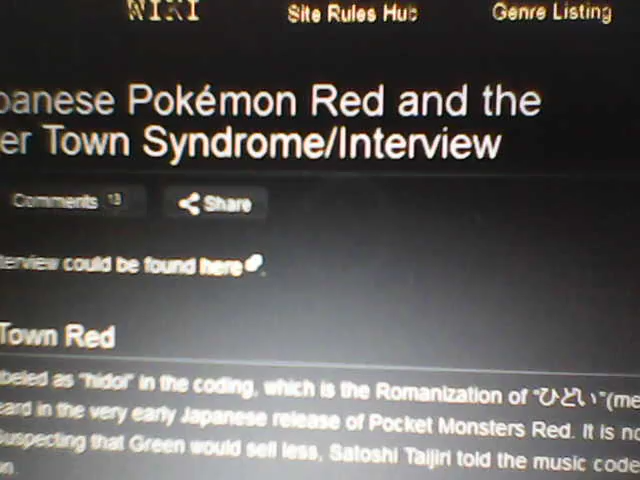 WIKI Site Rules Hub Genre Listing
panese Pokémon Red and the
er Town Syndrome/Interview
Comments 13 Share
terview could be found here.
Town Red
beled as "hidoi" in the coding, which is the Romanization of "ひどい"(me
eard in the very early Japanese release of Pocket Monsters Red. It is no
Suspecting that Green would sell less, Satoshi Taijiri told the music code
on.